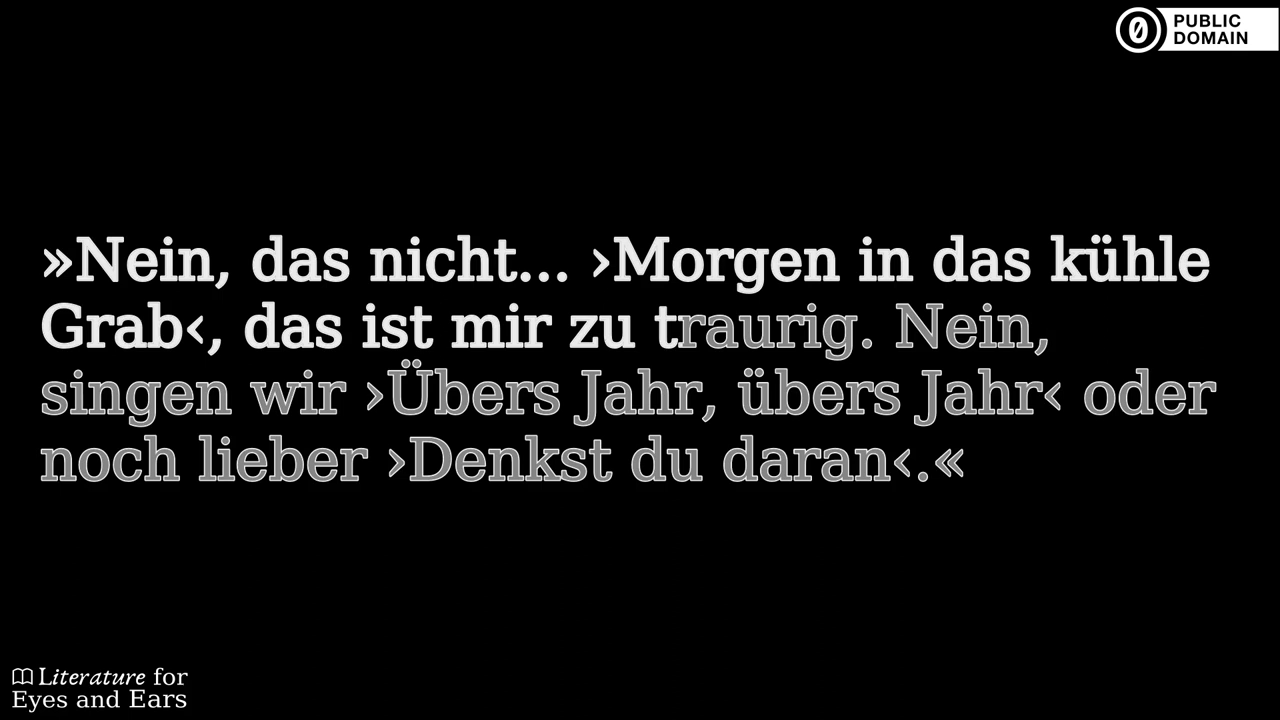 PUBLIC
DOMAIN
»Nein, das nicht... ›Morgen in das kühle
Grab‹, das ist mir zu traurig. Nein,
singen wir ›Übers Jahr, übers Jahr‹ oder
noch lieber ›Denkst du daran‹.«
Literature for
Eyes and Ears